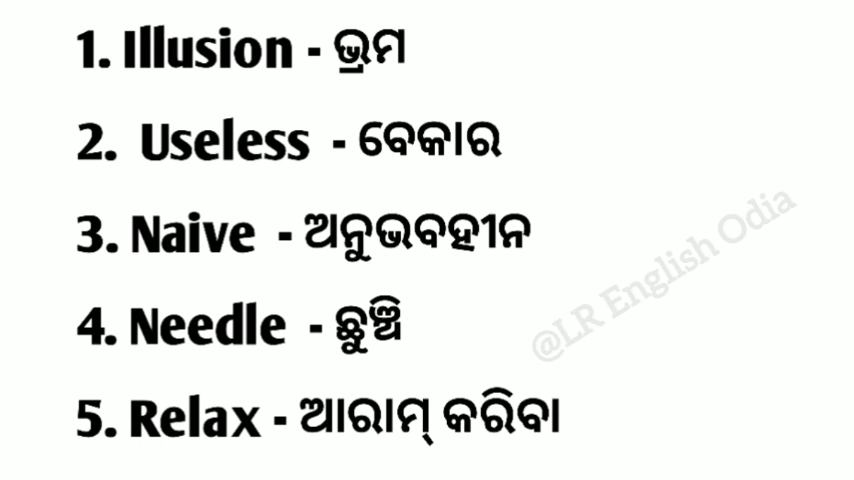 1. Illusion - ଭ୍ରମ
2. Useless - ବେକାର
3. Naive - ଅନୁଭବହୀନ
@LR English Odia
4. Needle - ଛୁଞ୍ଚି
5. Relax - ଆରାମ୍ କରିବା